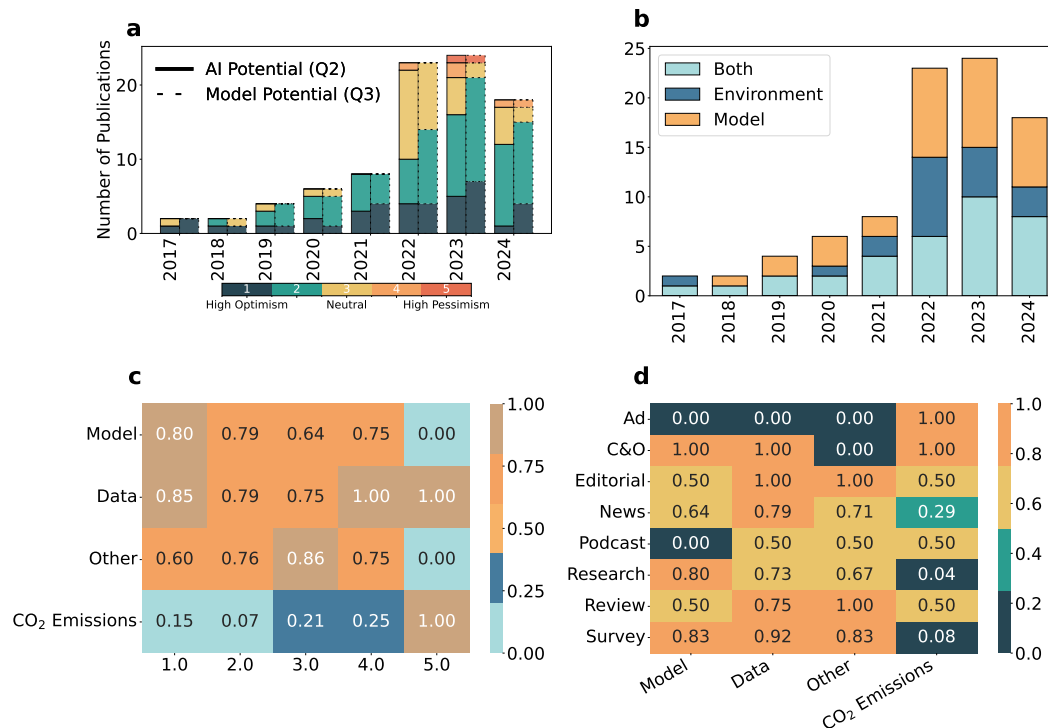 a
Number of Publications
20
10
0
AI Potential (Q2)
Model Potential (Q3)
2017
2018
2019
2020
2021
2022
2023
2024
1 2 3 4 5
High Optimism Neutral High Pessimism
b
25
20
15
10
5
0
Both
Environment
Model
2017
2018
2019
2020
2021
2022
2023
2024
c
Model 0.80 0.79 0.64 0.75 0.00
Data 0.85 0.79 0.75 1.00 1.00
Other 0.60 0.76 0.86 0.75 0.00
CO₂ Emissions 0.15 0.07 0.21 0.25 1.00
1.0 2.0 3.0 4.0 5.0
1.00
0.75
0.50
0.25
0.00
d
Ad 0.00 0.00 0.00 1.00
C&O 1.00 1.00 0.00 1.00
Editorial 0.50 1.00 1.00 0.50
News 0.64 0.79 0.71 0.29
Podcast 0.00 0.50 0.50 0.50
Research 0.80 0.73 0.67 0.04
Review 0.50 0.75 1.00 0.50
Survey 0.83 0.92 0.83 0.08
Model Data Other CO₂ Emissions
1.0
0.8
0.6
0.4
0.2
0.0